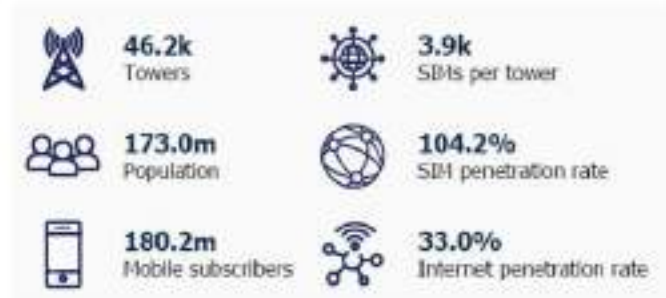 46.2k
Towers
3.9k
SIMs per tower
173.0m
Population
104.2%
SIM penetration rate
180.2m
Mobile subscribers
33.0%
Internet penetration rate